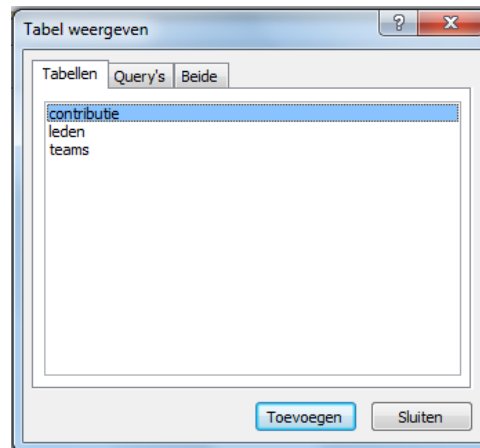 Tabel weergeven
Tabellen Query's Beide
contributie
leden
teams
Toevoegen Sluiten